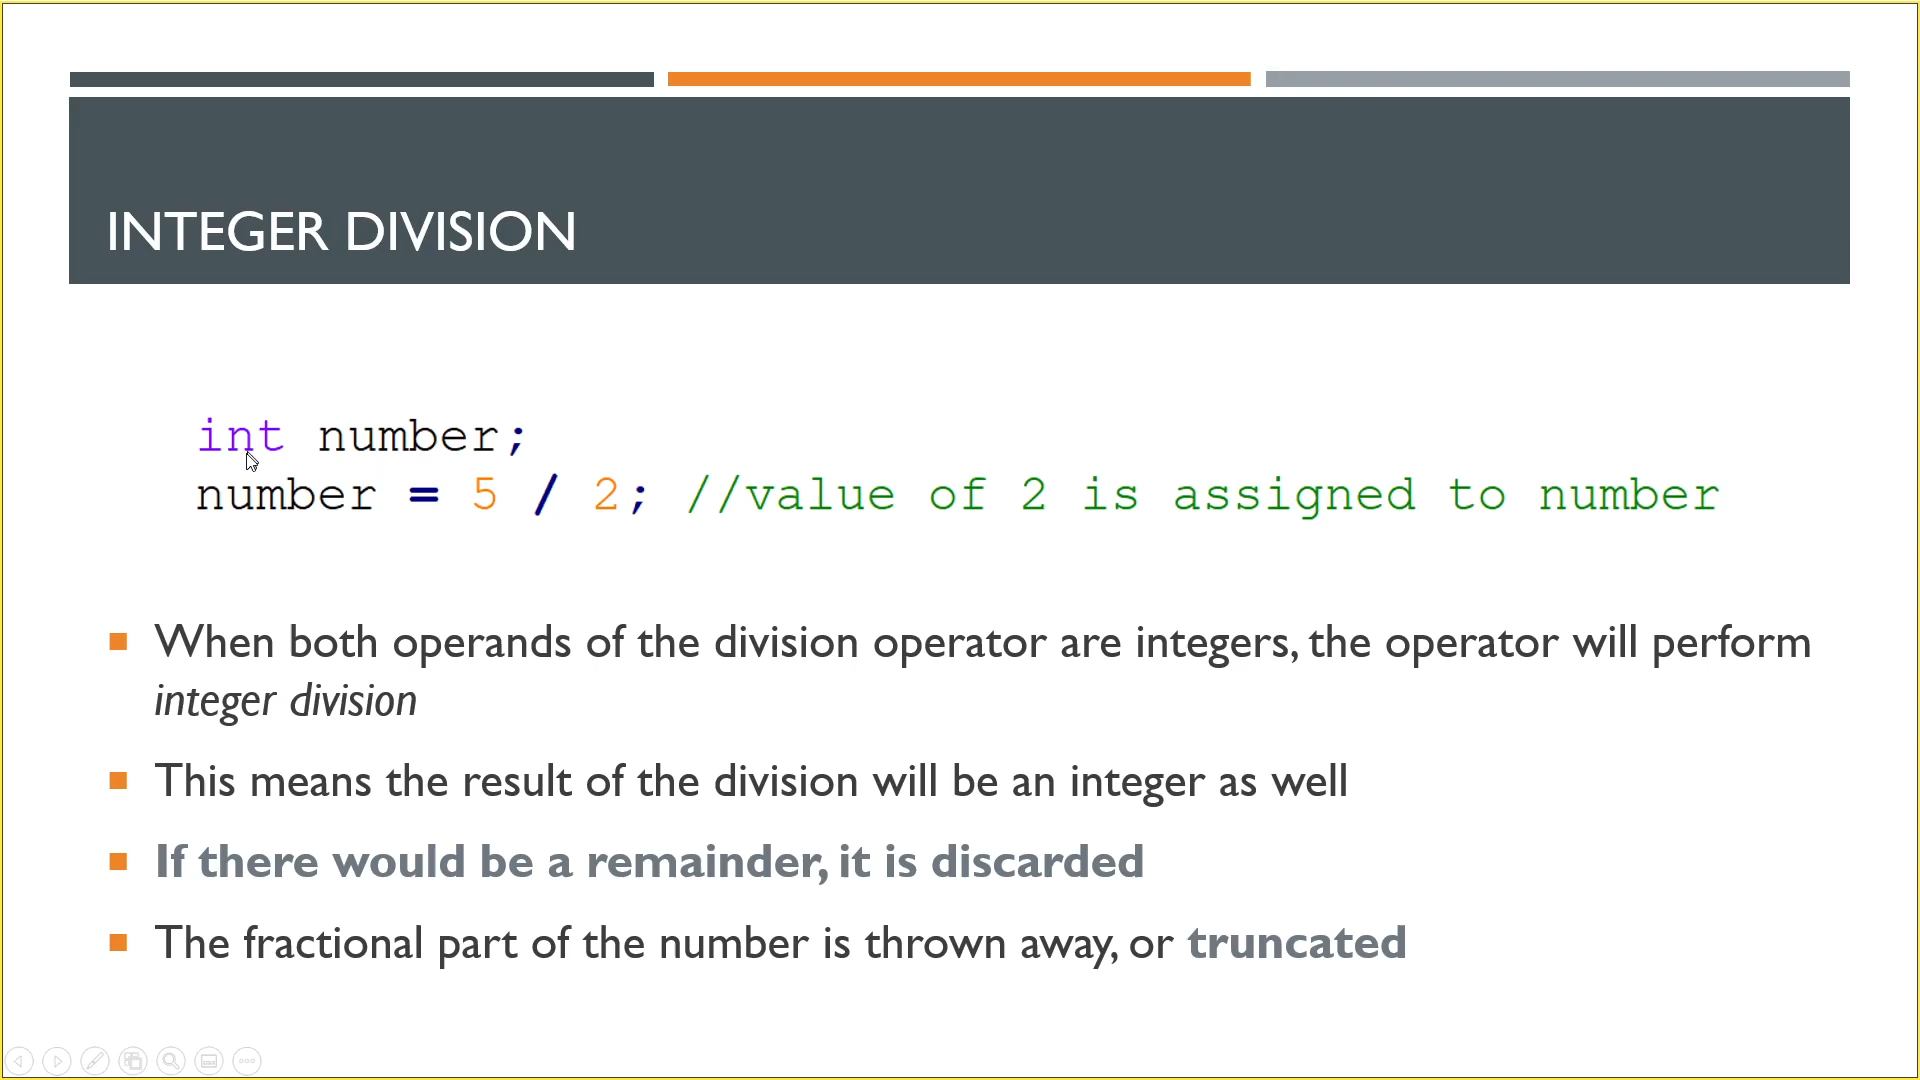 INTEGER DIVISION
int number;
number = 5 / 2; //value of 2 is assigned to number
When both operands of the division operator are integers, the operator will perform
integer division
This means the result of the division will be an integer as well
If there would be a remainder, it is discarded
The fractional part of the number is thrown away, or truncated